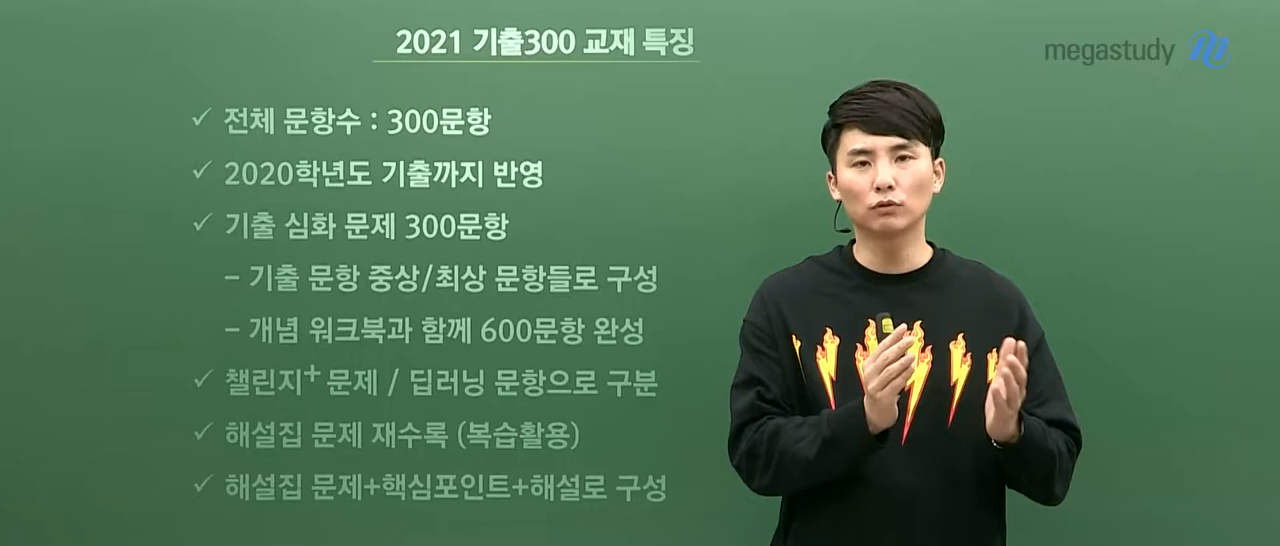 2021 기출300 교재 특징
megastudy
✓ 전체 문항수 : 300문항
✓ 2020학년도 기출까지 반영
✓ 기출 심화 문제 300문항
– 기출 문항 중상/최상 문항들로 구성
– 개념 워크북과 함께 600문항 완성
✓ 챌린지+ 문제 / 딥러닝 문항으로 구분
✓ 해설집 문제 재수록 (복습활용)
✓ 해설집 문제+핵심포인트+해설로 구성